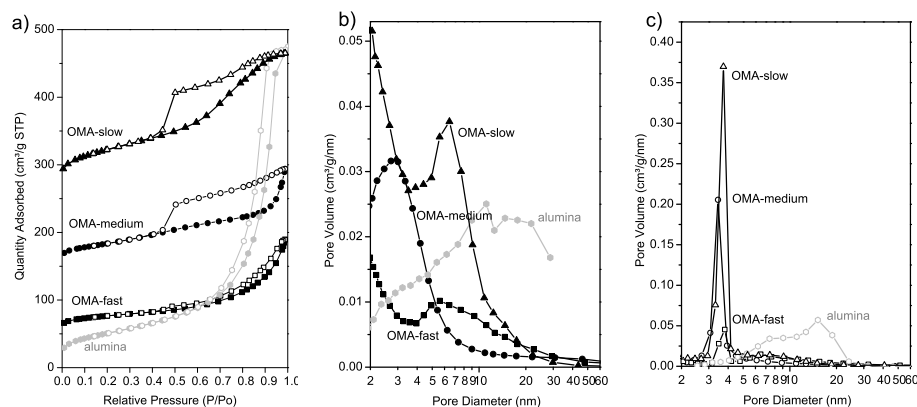 a)
Quantity Adsorbed (cm³/g STP)
500
400
300
200
100
0
OMA-slow
OMA-medium
OMA-fast
alumina
0.0 0.1 0.2 0.3 0.4 0.5 0.6 0.7 0.8 0.9 1.0
Relative Pressure (P/Po)
b)
Pore Volume (cm³/g/nm)
0.05
0.04
0.03
0.02
0.01
0.00
OMA-slow
OMA-medium
alumina
OMA-fast
2 3 4 5 6 7 8 9 10 20 30 40 50 60
Pore Diameter (nm)
c)
Pore Volume (cm³/g/nm)
0.40
0.35
0.30
0.25
0.20
0.15
0.10
0.05
0.00
OMA-slow
OMA-medium
OMA-fast
alumina
2 3 4 5 6 7 8 9 10 20 30 40 50 60
Pore Diameter (nm)